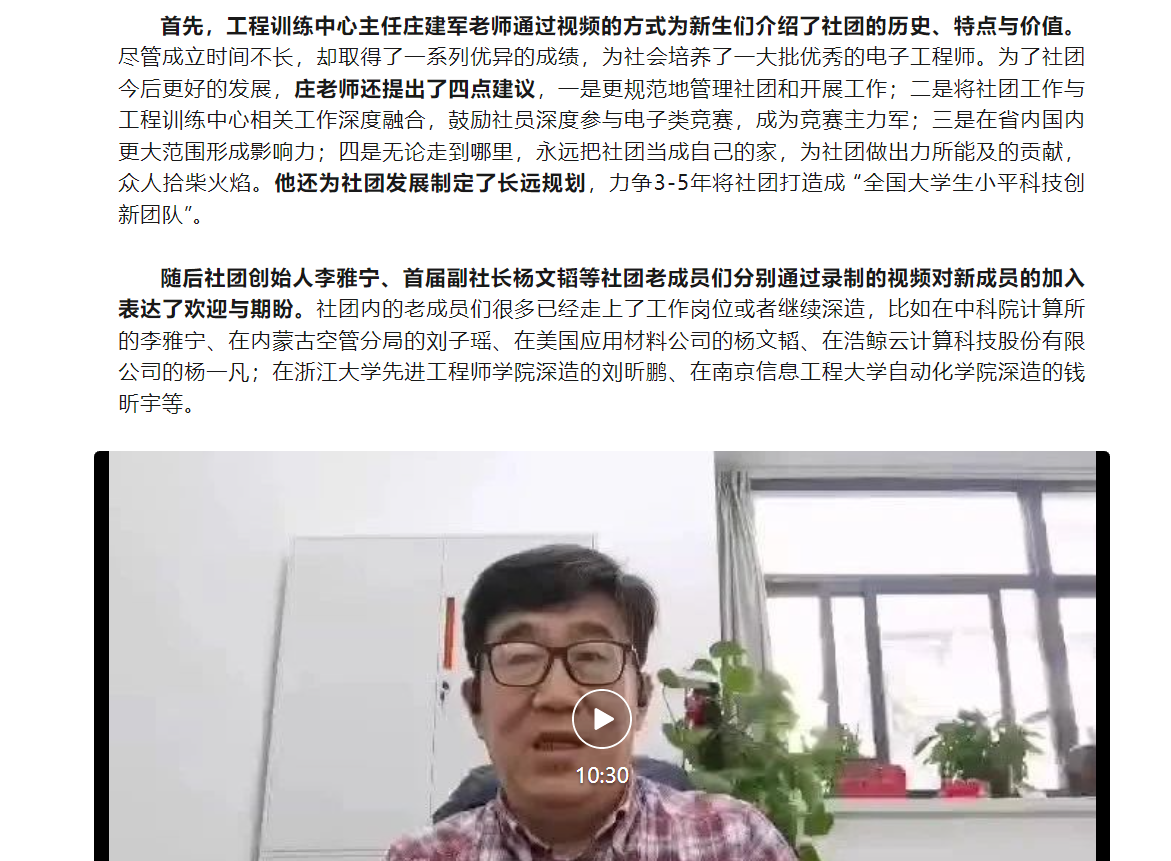 首先，工程训练中心主任庄建军老师通过视频的方式为新生们介绍了社团的历史、特点与价值。
尽管成立时间不长，却取得了一系列优异的成绩，为社会培养了一大批优秀的电子工程师。为了社团
今后更好的发展，庄老师还提出了四点建议，一是更规范地管理社团和开展工作；二是将社团工作与
工程训练中心相关工作深度融合，鼓励社员深度参与电子类竞赛，成为竞赛主力军；三是在省内国内
更大范围形成影响力；四是无论走到哪里，永远把社团当成自己的家，为社团做出力所能及的贡献，
众人拾柴火焰。他还为社团发展制定了长远规划，力争3-5年将社团打造成“全国大学生小平科技创
新团队”。
随后社团创始人李雅宁、首届副社长杨文韬等社团老成员们分别通过录制的视频对新成员的加入
表达了欢迎与期盼。社团内的老成员们很多已经走上了工作岗位或者继续深造，比如在中科院计算所
的李雅宁、在内蒙古空管分局的刘子瑶、在美国应用材料公司的杨文韬、在浩鲸云计算科技股份有限
公司的杨一凡；在浙江大学先进工程师学院深造的刘昕鹏、在南京信息工程大学自动化学院深造的钱
昕宇等。
10:30